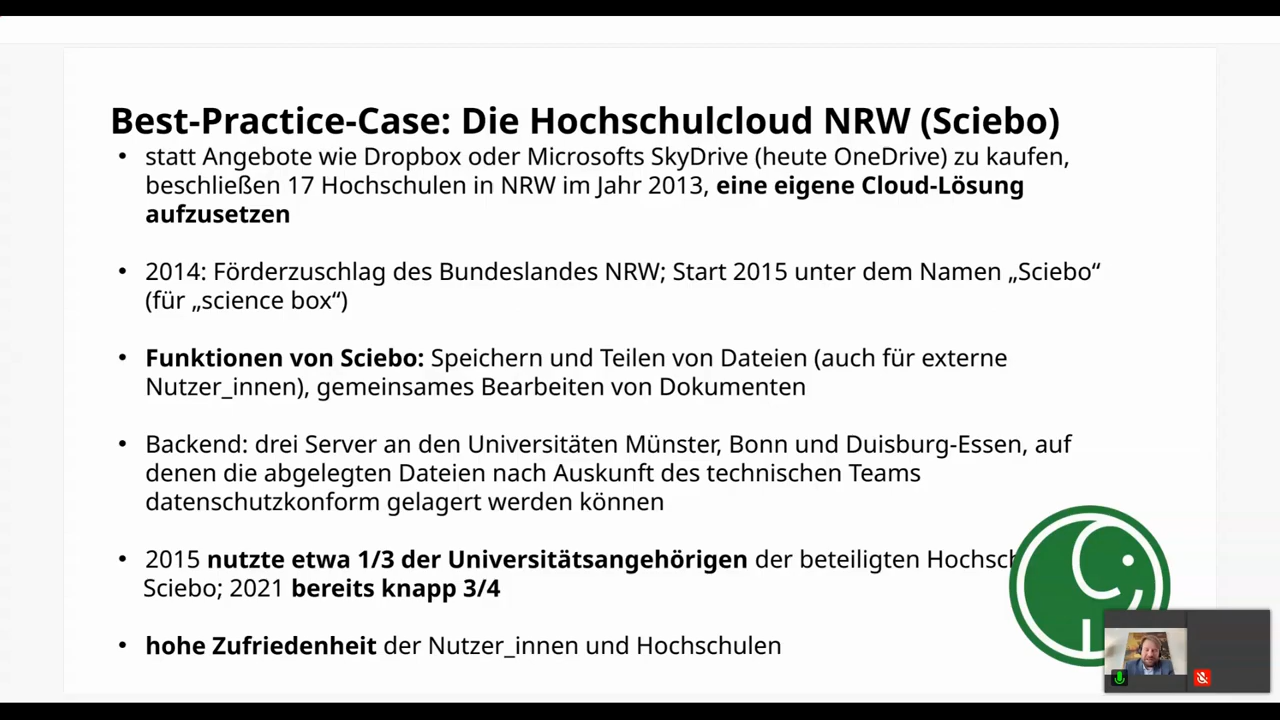 Best-Practice-Case: Die Hochschulcloud NRW (Sciebo)
• statt Angebote wie Dropbox oder Microsofts SkyDrive (heute OneDrive) zu kaufen,
beschließen 17 Hochschulen in NRW im Jahr 2013, eine eigene Cloud-Lösung
aufzusetzen
• 2014: Förderzuschlag des Bundeslandes NRW; Start 2015 unter dem Namen „Sciebo“
(für „science box“)
• Funktionen von Sciebo: Speichern und Teilen von Dateien (auch für externe
Nutzer_innen), gemeinsames Bearbeiten von Dokumenten
• Backend: drei Server an den Universitäten Münster, Bonn und Duisburg-Essen, auf
denen die abgelegten Dateien nach Auskunft des technischen Teams
datenschutzkonform gelagert werden können
• 2015 nutzte etwa 1/3 der Universitätsangehörigen der beteiligten
Sciebo; 2021 bereits knapp 3/4
• hohe Zufriedenheit der Nutzer_innen und Hochschulen